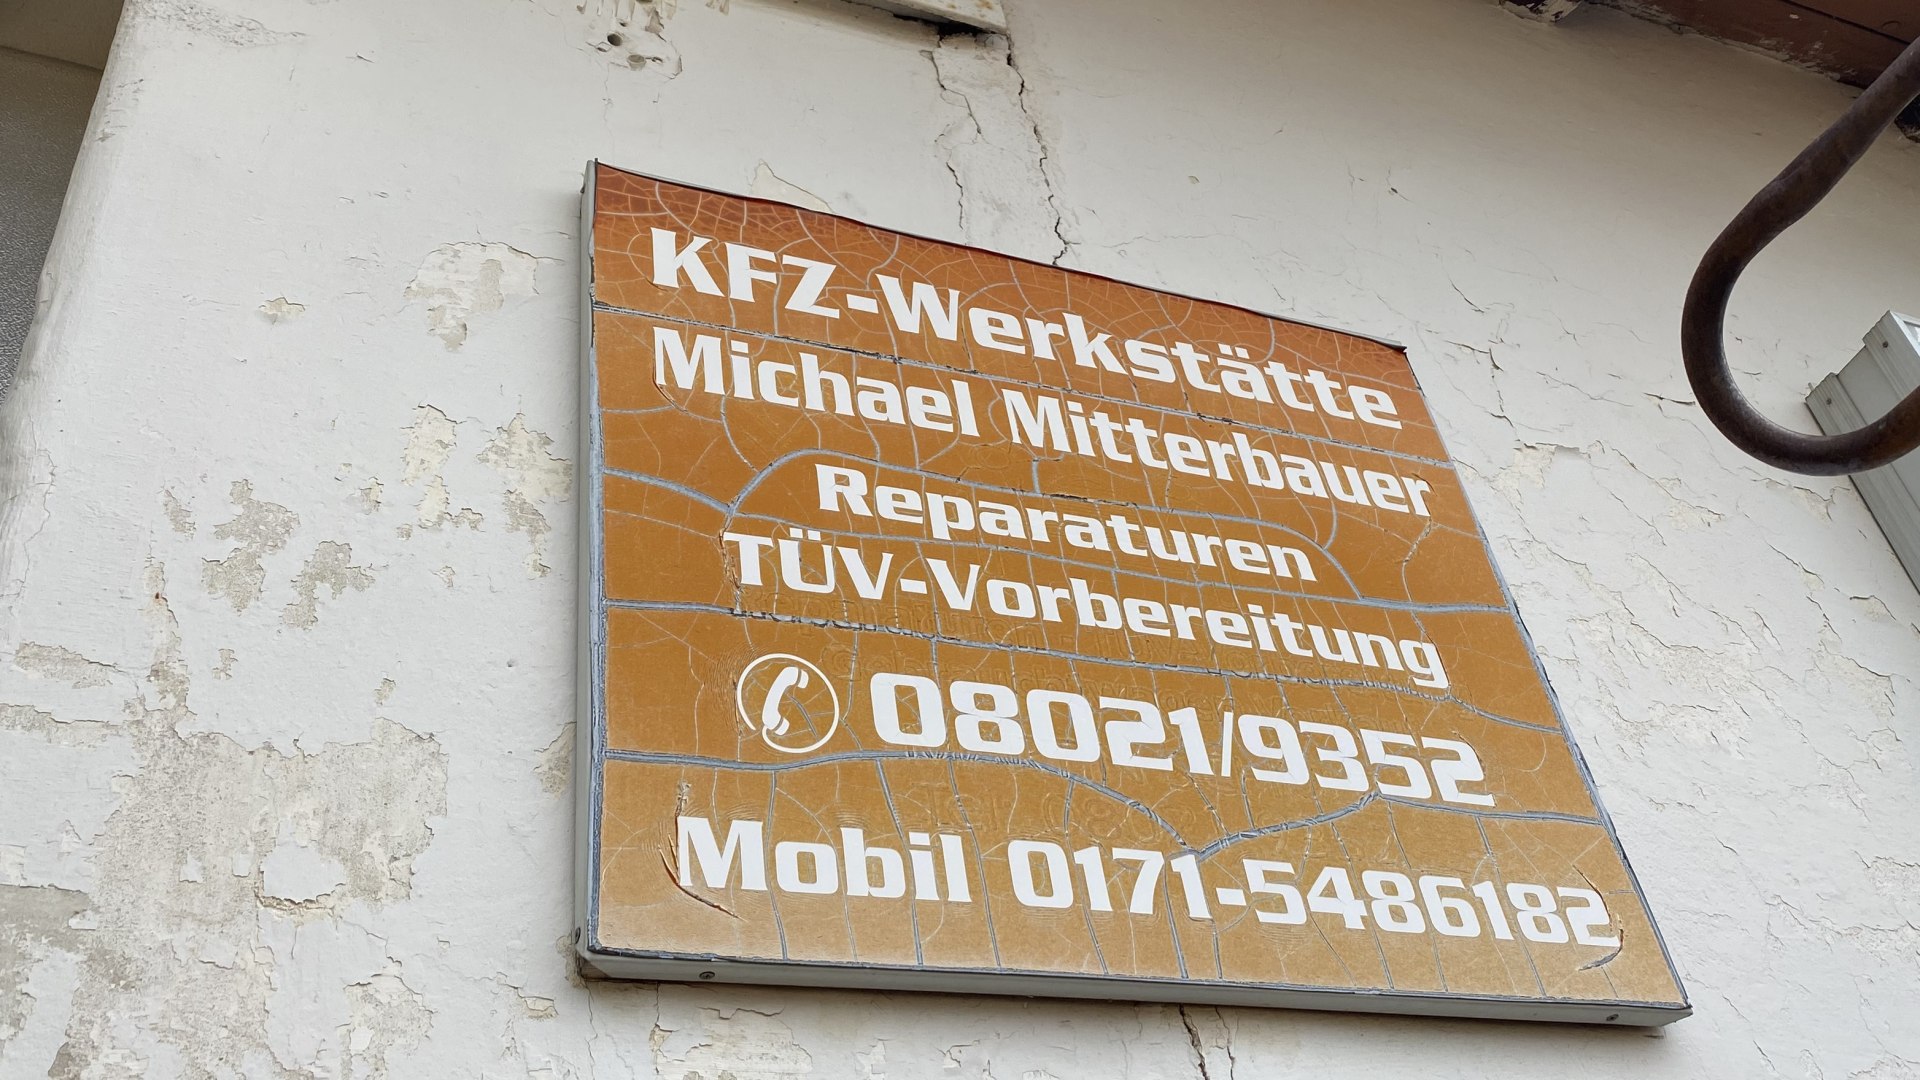 KFZ-Werkstätte
Michael Mitterbauer
Reparaturen
TÜV-Vorbereitung
08021/9352
Mobil 0171-5486182